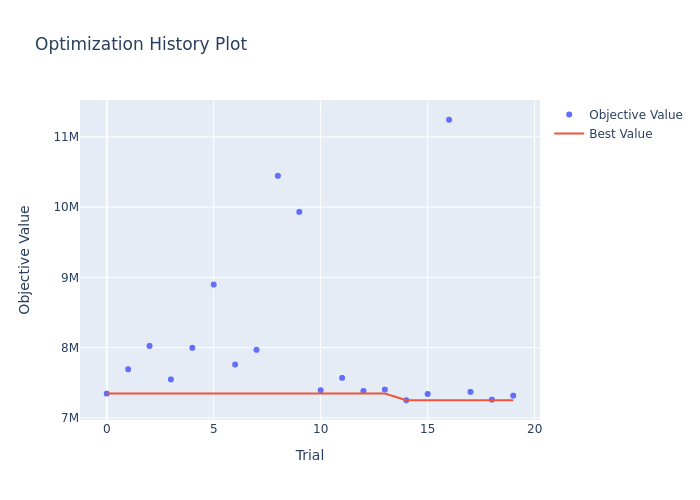 Optimization History Plot
Objective Value
Best Value
11M
10M
9M
8M
7M
Objective Value
0 5 10 15 20
Trial